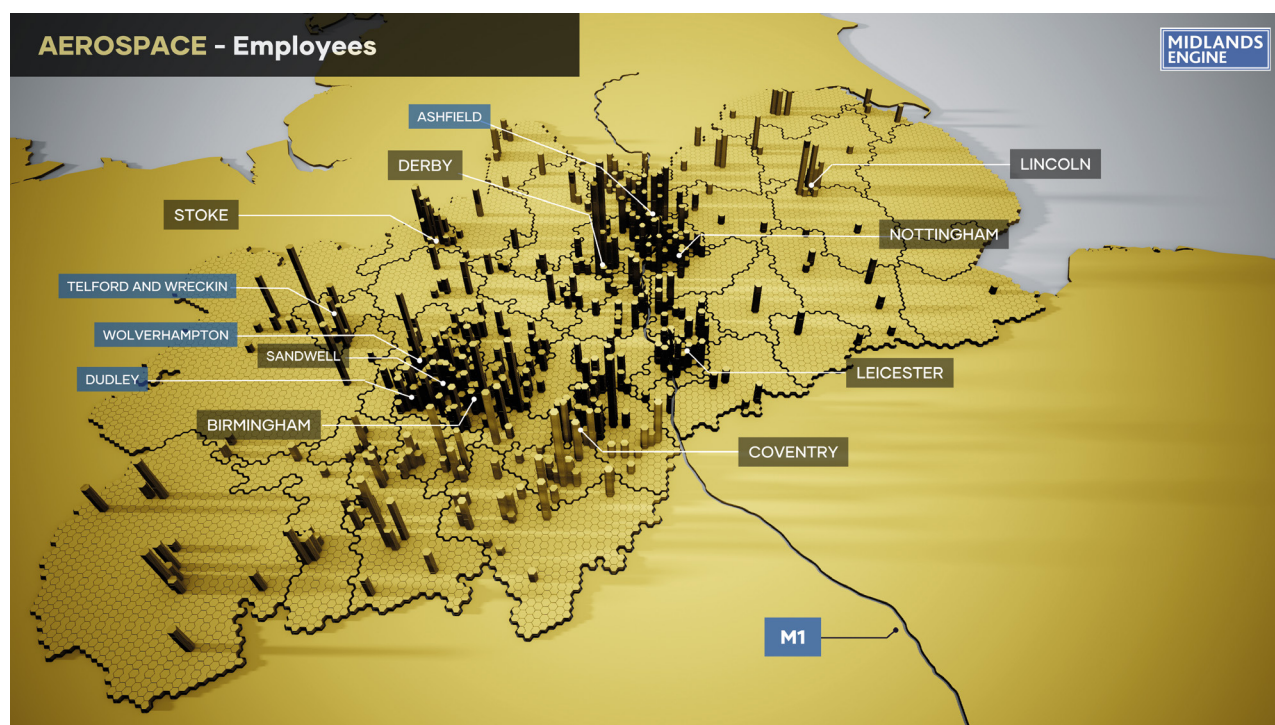 AEROSPACE - Employees
MIDLANDS
ENGINE
ASHFIELD
DERBY
LINCOLN
STOKE
NOTTINGHAM
TELFORD AND WRECKIN
WOLVERHAMPTON
SANDWELL
DUDLEY
LEICESTER
BIRMINGHAM
COVENTRY
M1